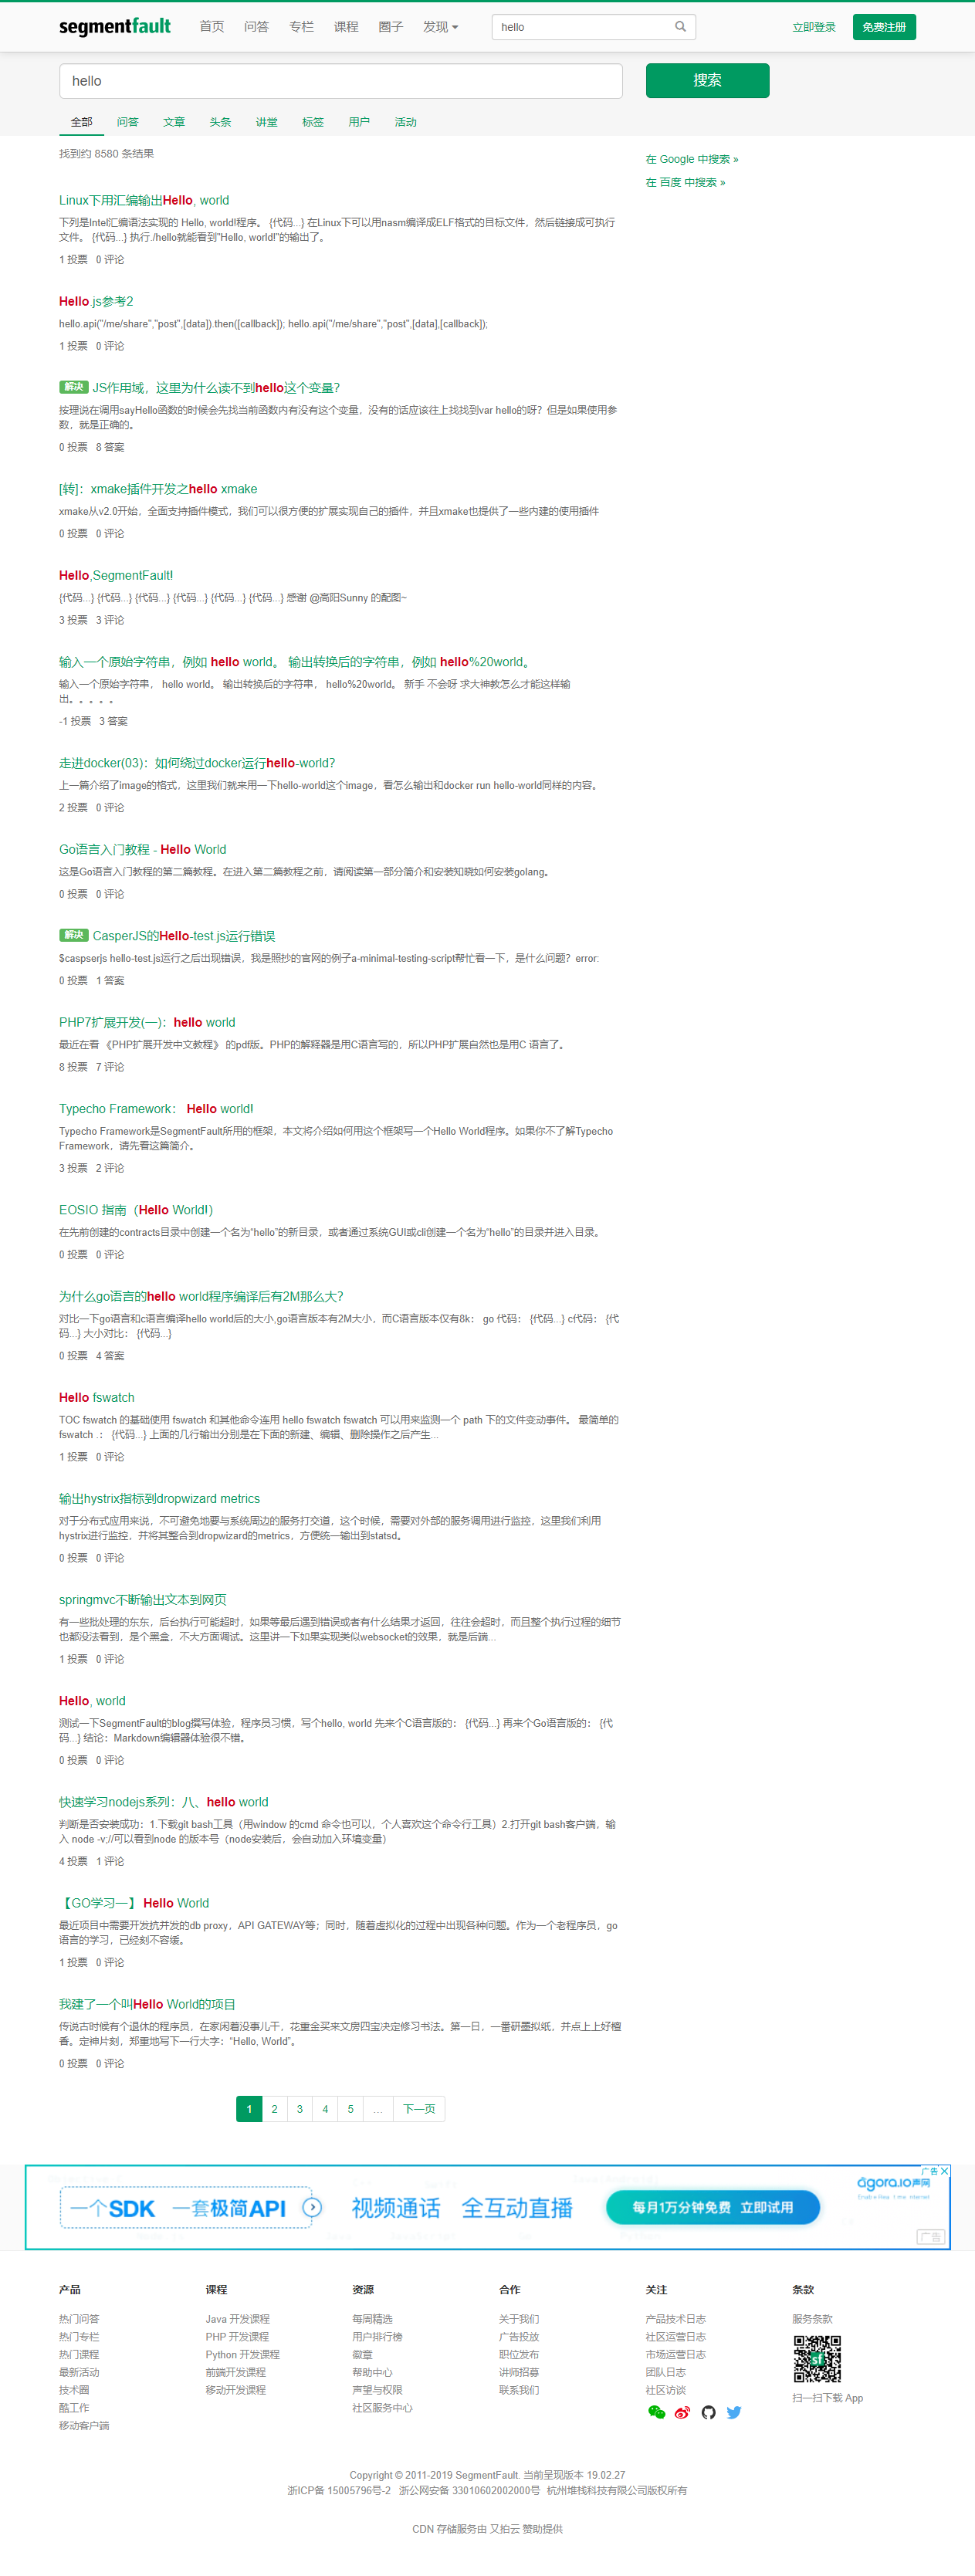 segmentfault 首页 问答 专栏 课程 圈子 发现 hello 立即登录 免费注册
hello 搜索
全部 问答 文章 头条 讲堂 标签 用户 活动
找到约 8580 条结果
在 Google 中搜索 »
在 百度 中搜索 »
Linux下用汇编输出Hello, world
下列是Intel汇编语法实现的 Hello, world!程序。 {代码...} 在Linux下可以用nasm编译成ELF格式的目标文件，然后链接成可执行
文件。 {代码...} 执行./hello就能看到"Hello, world!"的输出了。
1 投票 0 评论
Hello.js参考2
hello.api("/me/share","post",[data]).then([callback]); hello.api("/me/share","post",[data],[callback]);
1 投票 0 评论
解决 JS作用域，这里为什么读不到hello这个变量?
按理说在调用sayHello函数的时候会先找当前函数内有没有这个变量，没有的话应该往上找找到var hello的呀？但是如果使用参
数，就是正确的。
0 投票 8 答案
[转]：xmake插件开发之hello xmake
xmake从v2.0开始，全面支持插件模式，我们可以很方便的扩展实现自己的插件，并且xmake也提供了一些内建的使用插件
0 投票 0 评论
Hello,SegmentFault!
{代码...} {代码...} {代码...} {代码...} {代码...} {代码...} 感谢 @高阳Sunny 的配图~
3 投票 3 评论
输入一个原始字符串，例如 hello world。 输出转换后的字符串，例如 hello%20world。
输入一个原始字符串， hello world。 输出转换后的字符串， hello%20world。 新手 不会呀 求大神教怎么才能这样输
出。。。。。
-1 投票 3 答案
走进docker(03)：如何绕过docker运行hello-world?
上一篇介绍了image的格式，这里我们就来用一下hello-world这个image，看怎么输出和docker run hello-world同样的内容。
2 投票 0 评论
Go语言入门教程 - Hello World
这是Go语言入门教程的第二篇教程。在进入第二篇教程之前，请阅读第一部分简介和安装知晓如何安装golang。
0 投票 0 评论
解决 CasperJS的Hello-test.js运行错误
$caspserjs hello-test.js运行之后出现错误，我是照抄的官网的例子a-minimal-testing-script帮忙看一下，是什么问题？error:
0 投票 1 答案
PHP7扩展开发(一)：hello world
最近在看 《PHP扩展开发中文教程》 的pdf版。PHP的解释器是用C语言写的，所以PHP扩展自然也是用C 语言了。
8 投票 7 评论
Typecho Framework： Hello world!
Typecho Framework是SegmentFault所用的框架，本文将介绍如何用这个框架写一个Hello World程序。如果你不了解Typecho
Framework，请先看这篇简介。
3 投票 2 评论
EOSIO 指南（Hello World!）
在先前创建的contracts目录中创建一个名为“hello”的新目录，或者通过系统GUI或cli创建一个名为“hello”的目录并进入目录。
0 投票 0 评论
为什么go语言的hello world程序编译后有2M那么大?
对比一下go语言和c语言编译hello world后的大小,go语言版本有2M大小，而C语言版本仅有8k： go 代码： {代码...} c代码： {代
码...} 大小对比： {代码...}
0 投票 4 答案
Hello fswatch
TOC fswatch 的基础使用 fswatch 和其他命令连用 hello fswatch fswatch 可以用来监测一个 path 下的文件变动事件。 最简单的
fswatch .： {代码...} 上面的几行输出分别是在下面的新建、编辑、删除操作之后产生...
1 投票 0 评论
输出hystrix指标到dropwizard metrics
对于分布式应用来说，不可避免地要与系统周边的服务打交道，这个时候，需要对外部的服务调用进行监控，这里我们利用
hystrix进行监控，并将其整合到dropwizard的metrics，方便统一输出到statsd。
0 投票 0 评论
springmvc不断输出文本到网页
有一些批处理的东东，后台执行可能超时，如果等最后遇到错误或者有什么结果才返回，往往会超时，而且整个执行过程的细节
也都没法看到，是个黑盒，不大方面调试。这里讲一下如果实现类似websocket的效果，就是后端...
1 投票 0 评论
Hello, world
测试一下SegmentFault的blog撰写体验，程序员习惯，写个hello, world 先来个C语言版的： {代码...} 再来个Go语言版的： {代
码...} 结论：Markdown编辑器体验很不错。
0 投票 0 评论
快速学习nodejs系列：八、hello world
判断是否安装成功：1.下载git bash工具（用window 的cmd 命令也可以，个人喜欢这个命令行工具）2.打开git bash客户端，输
入 node -v;//可以看到node 的版本号（node安装后，会自动加入环境变量）
4 投票 1 评论
【GO学习一】 Hello World
最近项目中需要开发抗并发的db proxy，API GATEWAY等；同时，随着虚拟化的过程中出现各种问题。作为一个老程序员，go
语言的学习，已经刻不容缓。
1 投票 0 评论
我建了一个叫Hello World的项目
传说古时候有个退休的程序员，在家闲着没事儿干，花重金买来文房四宝决定修习书法。第一日，一番研墨拟纸，并点上上好檀
香。定神片刻，郑重地写下一行大字：“Hello, World”。
0 投票 0 评论
1 2 3 4 5 … 下一页
广告
一个SDK 一套极简API 视频通话 全互动直播 每月1万分钟免费 立即试用 agora.io声网
广告
产品 课程 资源 合作 关注 条款
热门问答 Java 开发课程 每周精选 关于我们 产品技术日志 服务条款
热门专栏 PHP 开发课程 用户排行榜 广告投放 社区运营日志
热门课程 Python 开发课程 徽章 职位发布 市场运营日志
最新活动 前端开发课程 帮助中心 讲师招募 团队日志
技术圈 移动开发课程 声望与权限 联系我们 社区访谈
sf
扫一扫下载 App
酷工作 社区服务中心
移动客户端
Copyright © 2011-2019 SegmentFault. 当前呈现版本 19.02.27
浙ICP备 15005796号-2 浙公网安备 33010602002000号 杭州堆栈科技有限公司版权所有
CDN 存储服务由 又拍云 赞助提供